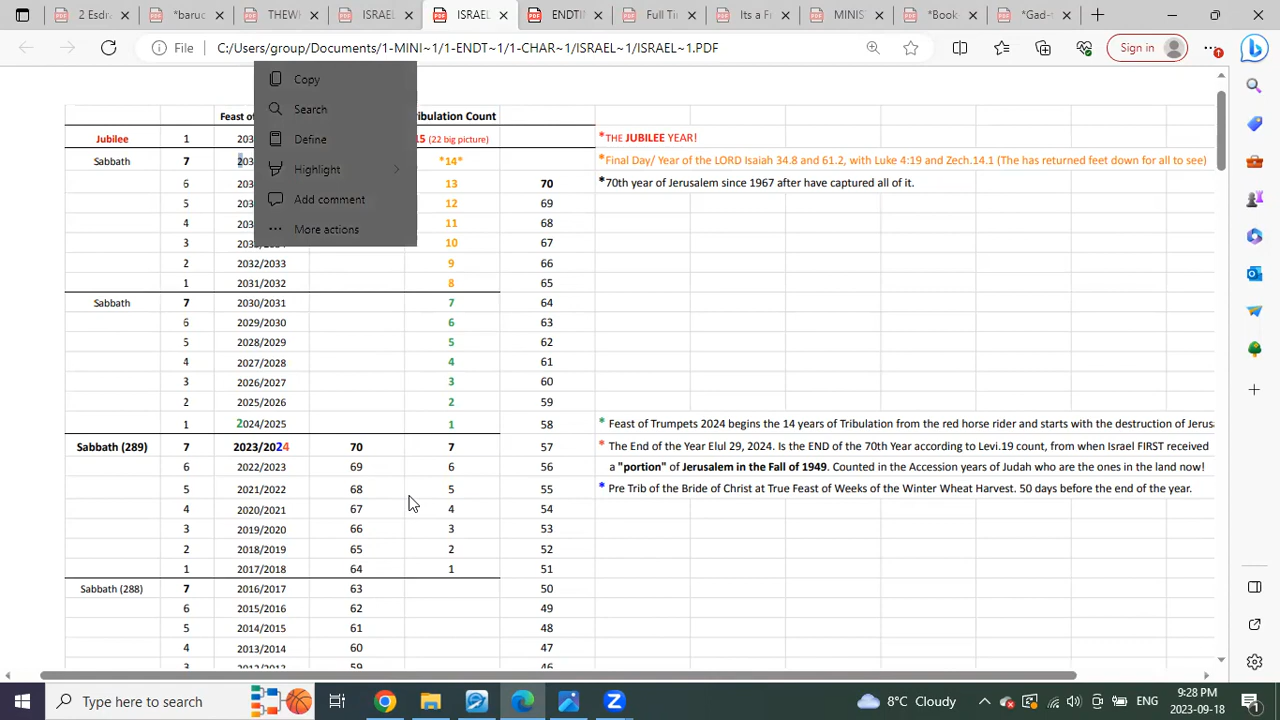 2 Esdra
*baruc
THEWI
ISRAEL
ISRAEL
ENDTIN
Full Tim
Its a F
MINIS
*Book
*Gad-t
File C:/Users/group/Documents/1-MINI~1/1-ENDT~1/1-CHAR~1/ISRAEL~1/ISRAEL~1.PDF Sign in
Copy
Search
Define
Highlight
Add comment
More actions
Feast of ribulation Count
Jubilee 1 203 15 (22 big picture) *THE JUBILEE YEAR!
Sabbath 7 203 *14* *Final Day/ Year of the LORD Isaiah 34.8 and 61.2, with Luke 4:19 and Zech.14.1 (The has returned feet down for all to see)
6 203 13 70 *70th year of Jerusalem since 1967 after have captured all of it.
5 203 12 69
4 203 11 68
3 10 67
2 2032/2033 9 66
1 2031/2032 8 65
Sabbath 7 2030/2031 7 64
6 2029/2030 6 63
5 2028/2029 5 62
4 2027/2028 4 61
3 2026/2027 3 60
2 2025/2026 2 59
1 2024/2025 1 58 * Feast of Trumpets 2024 begins the 14 years of Tribulation from the red horse rider and starts with the destruction of Jerus
Sabbath (289) 7 2023/2024 70 7 57 * The End of the Year Elul 29, 2024. Is the END of the 70th Year according to Levi.19 count, from when Israel FIRST received
6 2022/2023 69 6 56 a "portion" of Jerusalem in the Fall of 1949. Counted in the Accession years of Judah who are the ones in the land now!
5 2021/2022 68 5 55 * Pre Trib of the Bride of Christ at True Feast of Weeks of the Winter Wheat Harvest. 50 days before the end of the year.
4 2020/2021 67 4 54
3 2019/2020 66 3 53
2 2018/2019 65 2 52
1 2017/2018 64 1 51
Sabbath (288) 7 2016/2017 63 50
6 2015/2016 62 49
5 2014/2015 61 48
4 2013/2014 60 47
3 2012/2013 59 46
Type here to search 8°C Cloudy ENG 9:28 PM
2023-09-18
1